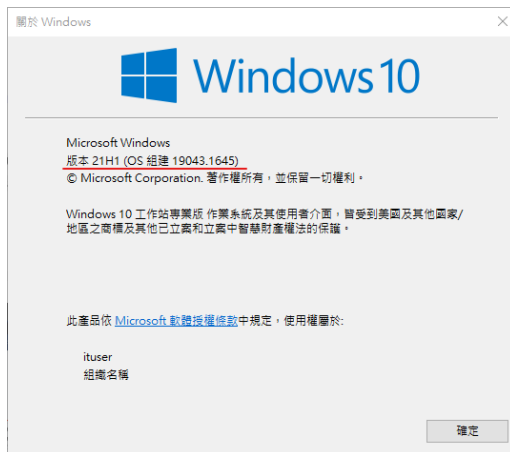 關於 Windows
Windows 10
Microsoft Windows
版本 21H1 (OS 組建 19043.1645)
© Microsoft Corporation. 著作權所有，並保留一切權利。
Windows 10 工作站專業版 作業系統及其使用者介面，皆受到美國及其他國家/
地區之商標及其他已立案和立案中智慧財產權法的保護。
此產品依 Microsoft 軟體授權條款中規定，使用權屬於:
ituser
組織名稱
確定